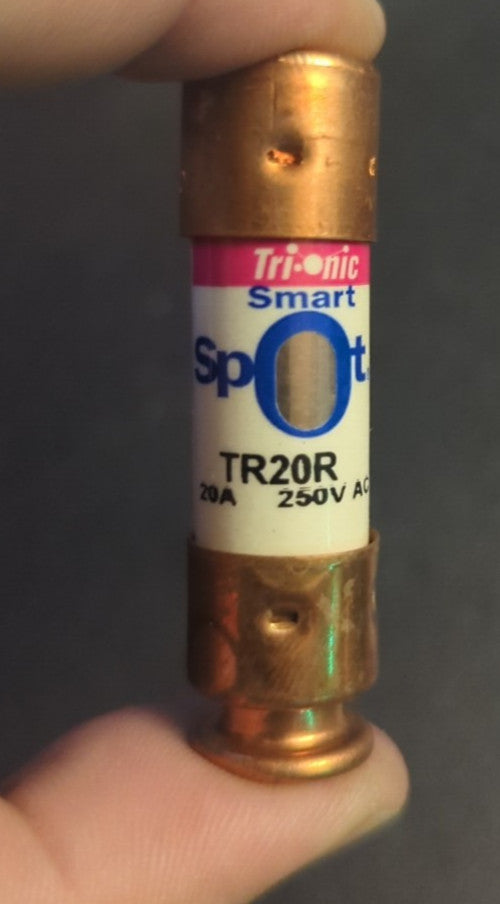 Tri-onic
Smart
Spot
TR20R
20A 250V AC